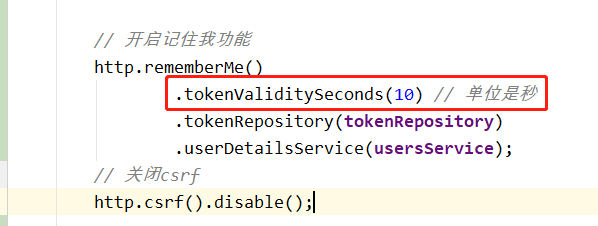 // 开启记住我功能
http.rememberMe()
.tokenValiditySeconds(10) // 单位是秒
.tokenRepository(tokenRepository)
.userDetailsService(usersService);
// 关闭csrf
http.csrf().disable();